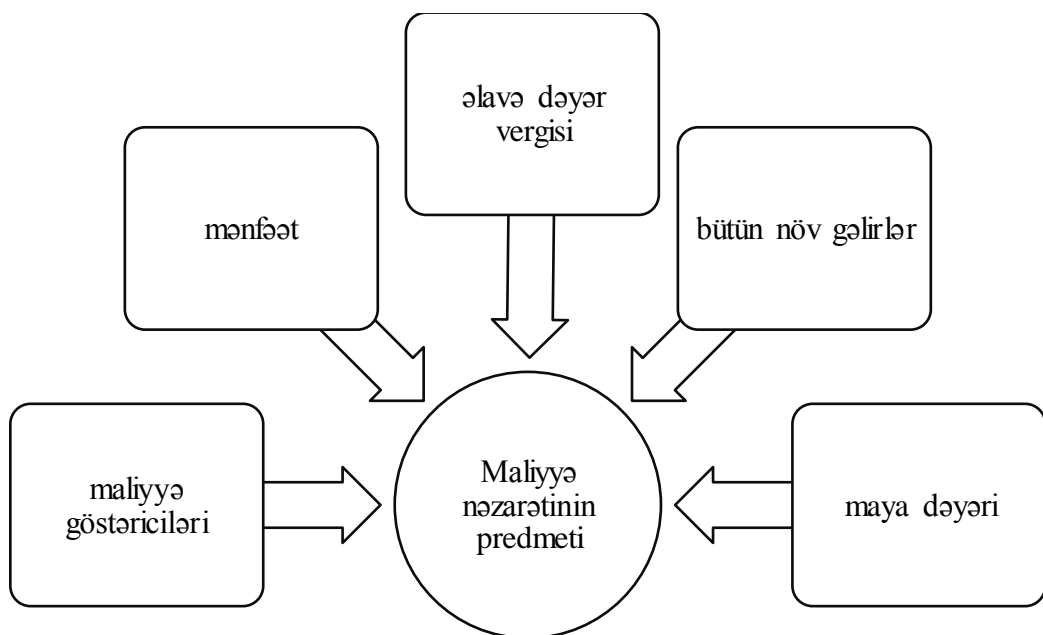 əlavə dəyər
vergisi
mənfəət
bütün növ gəlirlər
maliyyə
göstəriciləri
Maliyyə
nəzarətinin
predmeti
maya dəyəri